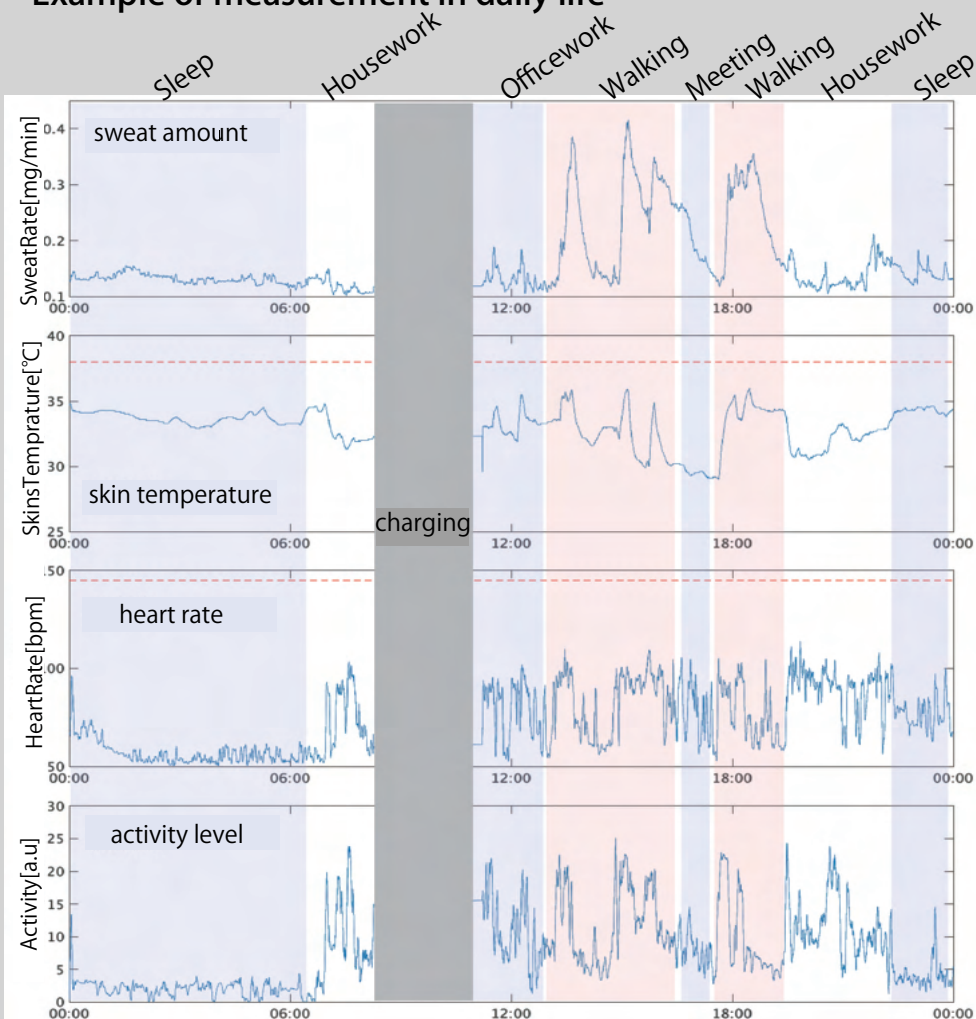 Example of measurement in daily life
Sleep
Housework
Officework
Walking
Meeting
Walking
Housework
Sleep
SweatRate[mg/min]
sweat amount
0.4
0.3
0.2
0.1
00:00 06:00 12:00 18:00 00:00
SkinsTemprature[°C]
40
35
30
25
skin temperature
charging
00:00 06:00 12:00 18:00 00:00
HeartRate[bpm]
150
heart rate
100
50
00:00 06:00 12:00 18:00 00:00
Activity[a.u]
30
activity level
25
20
15
10
5
0
00:00 06:00 12:00 18:00 00:00